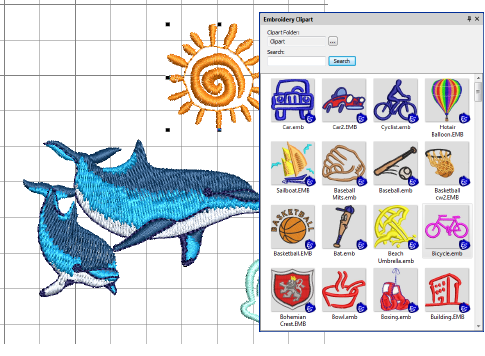 Embroidery Clipart
Clipart Folder:
Clipart
...
Search:
Search
Car.emb
Car2.EMB
Cyclist.emb
Hotair
Balloon.EMB
Sailboat.EMB
Baseball
Mits.emb
Baseball.emb
Basketball
cw2.EMB
BASKETBALL
Basketball.EMB
Bat.emb
Beach
Umbrella.emb
Bicycle.emb
Bohemian
Crest.EMB
Bowl.emb
Boxing.emb
Building.EMB